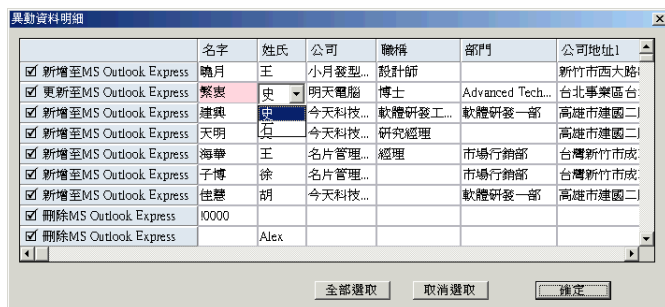 異動資料明細
名字 姓氏 公司 職稱 部門 公司地址1
新增至MS Outlook Express 曉月 王 小月發型... 設計師 新竹市西大路
更新至MS Outlook Express 繁衷 史 明天電腦 博士 Advanced Tech... 台北事業區台
新增至MS Outlook Express 建興 史 今天科技... 軟體研發工... 軟體研發一部 高雄市建國二
新增至MS Outlook Express 天明 石 今天科技... 研究經理 高雄市建國二
新增至MS Outlook Express 海華 王 名片管理... 經理 市場行銷部 台灣新竹市成
新增至MS Outlook Express 子博 徐 名片管理... 市場行銷部 台灣新竹市成
新增至MS Outlook Express 佳慧 胡 今天科技... 軟體研發一部 高雄市建國二
刪除MS Outlook Express !0000
刪除MS Outlook Express Alex
全部選取 取消選取 確定